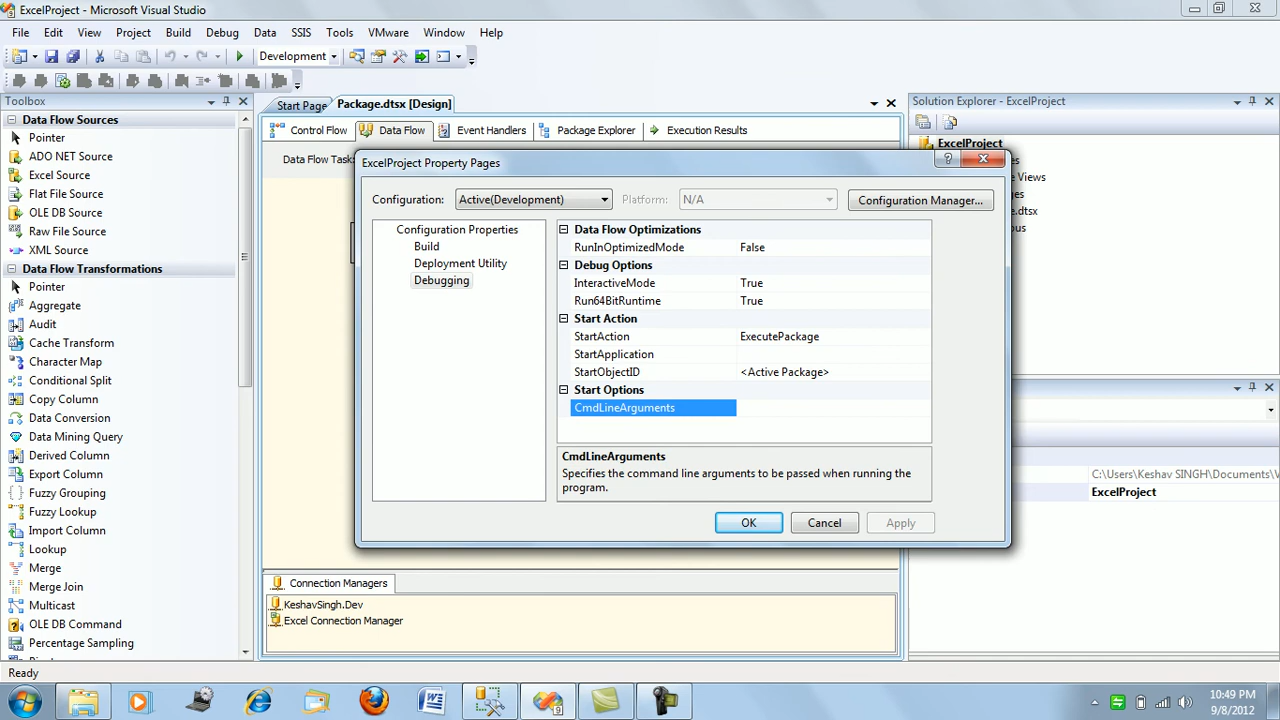 ExcelProject - Microsoft Visual Studio
File Edit View Project Build Debug Data SSIS Tools VMware Window Help
Development
Toolbox
Data Flow Sources
Pointer
ADO NET Source
Excel Source
Flat File Source
OLE DB Source
Raw File Source
XML Source
Data Flow Transformations
Pointer
Aggregate
Audit
Cache Transform
Character Map
Conditional Split
Copy Column
Data Conversion
Data Mining Query
Derived Column
Export Column
Fuzzy Grouping
Fuzzy Lookup
Import Column
Lookup
Merge
Merge Join
Multicast
OLE DB Command
Percentage Sampling
Start Page Package.dtsx [Design]
Control Flow Data Flow Event Handlers Package Explorer Execution Results
Data Flow Task
ExcelProject Property Pages
Configuration: Active(Development) Platform: N/A Configuration Manager...
Configuration Properties
Build
Deployment Utility
Debugging
Data Flow Optimizations
RunInOptimizedMode False
Debug Options
InteractiveMode True
Run64BitRuntime True
Start Action
StartAction ExecutePackage
StartApplication
StartObjectID <Active Package>
Start Options
CmdLineArguments
CmdLineArguments
Specifies the command line arguments to be passed when running the
program.
OK Cancel Apply
Connection Managers
KeshavSingh.Dev
Excel Connection Manager
Solution Explorer - ExcelProject
ExcelProject
es
e Views
ges
e.dtsx
ous
C:\Users\Keshav SINGH\Documents\
ExcelProject
Ready
10:49 PM
9/8/2012